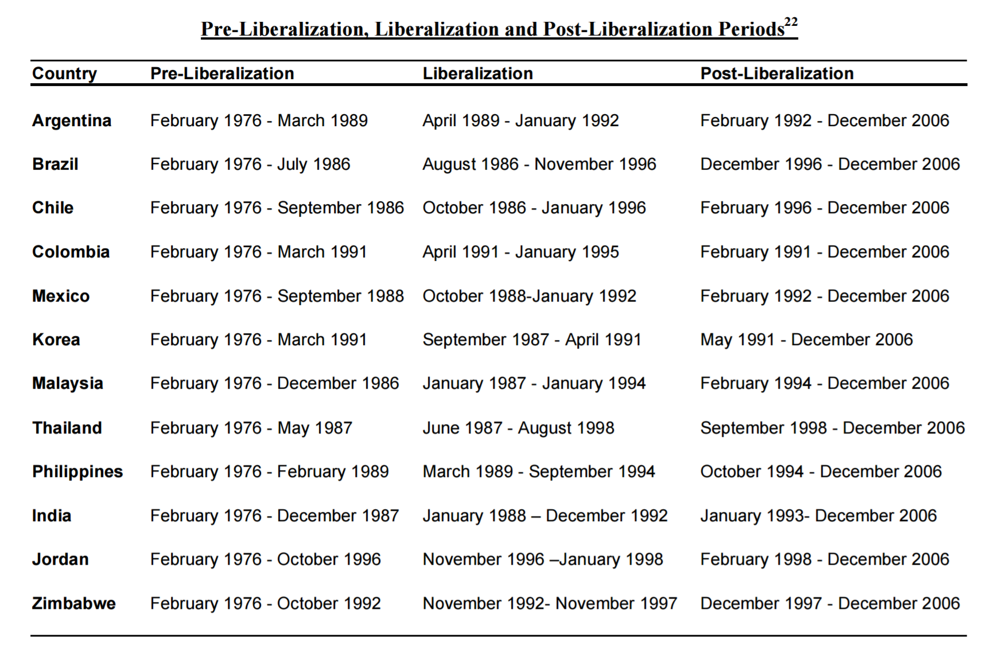 Pre-Liberalization, Liberalization and Post-Liberalization Periods22
Country Pre-Liberalization Liberalization Post-Liberalization
Argentina February 1976 - March 1989 April 1989 - January 1992 February 1992 - December 2006
Brazil February 1976 - July 1986 August 1986 - November 1996 December 1996 - December 2006
Chile February 1976 - September 1986 October 1986 - January 1996 February 1996 - December 2006
Colombia February 1976 - March 1991 April 1991 - January 1995 February 1991 - December 2006
Mexico February 1976 - September 1988 October 1988-January 1992 February 1992 - December 2006
Korea February 1976 - March 1991 September 1987 - April 1991 May 1991 - December 2006
Malaysia February 1976 - December 1986 January 1987 - January 1994 February 1994 - December 2006
Thailand February 1976 - May 1987 June 1987 - August 1998 September 1998 - December 2006
Philippines February 1976 - February 1989 March 1989 - September 1994 October 1994 - December 2006
India February 1976 - December 1987 January 1988 – December 1992 January 1993- December 2006
Jordan February 1976 - October 1996 November 1996 –January 1998 February 1998 - December 2006
Zimbabwe February 1976 - October 1992 November 1992- November 1997 December 1997 - December 2006